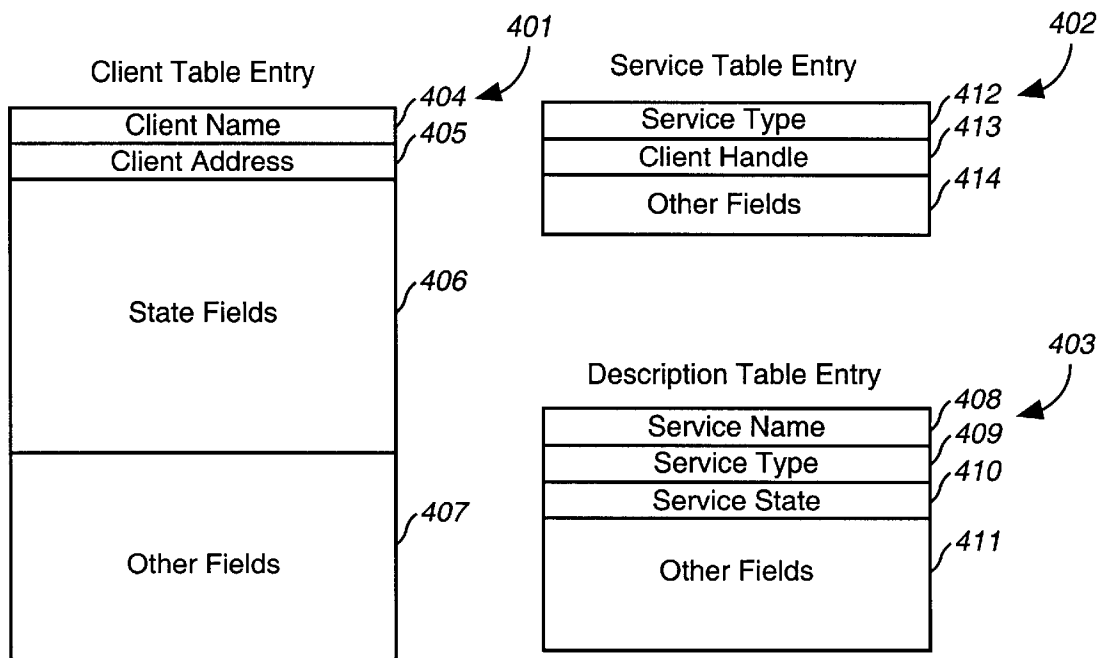 401
Client Table Entry
404
Client Name
405
Client Address
State Fields
406
Other Fields
407
402
Service Table Entry
412
Service Type
413
Client Handle
414
Other Fields
403
Description Table Entry
408
Service Name
409
Service Type
410
Service State
411
Other Fields